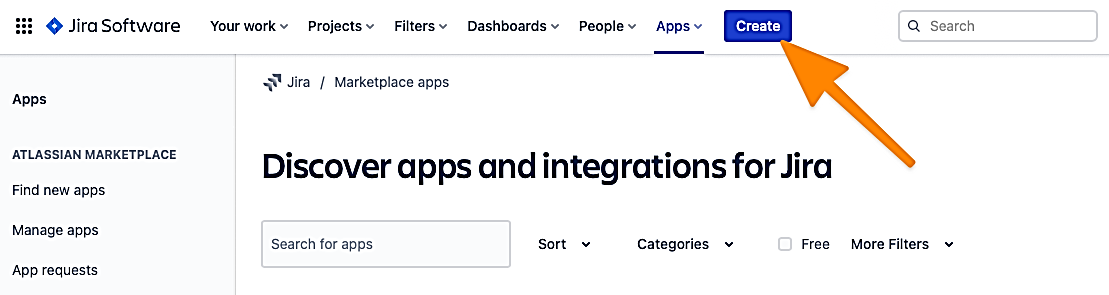 Jira Software Your work Projects Filters Dashboards People Apps Create Search
Apps
Jira / Marketplace apps
ATLASSIAN MARKETPLACE
Find new apps
Manage apps
App requests
Discover apps and integrations for Jira
Search for apps Sort Categories Free More Filters